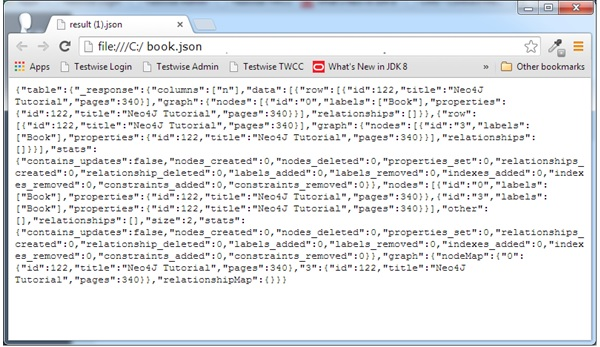 result (1).json
file:///C:/ book.json
Apps Testwise Login Testwise Admin Testwise TWCC What's New in JDK 8 » Other bookmarks
{"table":{"_response":{"columns":["n"],"data":[{"row":[{"id":122,"title":"Neo4J
Tutorial","pages":340}],"graph":{"nodes":[{"id":"0","labels":["Book"],"properties":
{"id":122,"title":"Neo4J Tutorial","pages":340}}],"relationships":[]}},{"row":
[{"id":122,"title":"Neo4J Tutorial","pages":340}],"graph":{"nodes":[{"id":"3","labels":
["Book"],"properties":{"id":122,"title":"Neo4J Tutorial","pages":340}}],"relationships":
[]}}],"stats":
{"contains_updates":false,"nodes_created":0,"nodes_deleted":0,"properties_set":0,"relationships_
created":0,"relationship_deleted":0,"labels_added":0,"labels_removed":0,"indexes_added":0,"index
es_removed":0,"constraints_added":0,"constraints_removed":0}},"nodes":[{"id":"0","labels":
["Book"],"properties":{"id":122,"title":"Neo4J Tutorial","pages":340}},{"id":"3","labels":
["Book"],"properties":{"id":122,"title":"Neo4J Tutorial","pages":340}}],"other":
[],"relationships":[],"size":2,"stats":
{"contains_updates":false,"nodes_created":0,"nodes_deleted":0,"properties_set":0,"relationships_
created":0,"relationship_deleted":0,"labels_added":0,"labels_removed":0,"indexes_added":0,"index
es_removed":0,"constraints_added":0,"constraints_removed":0}},"graph":{"nodeMap":{"0":
{"id":122,"title":"Neo4J Tutorial","pages":340},"3":{"id":122,"title":"Neo4J
Tutorial","pages":340}},"relationshipMap":{}}}